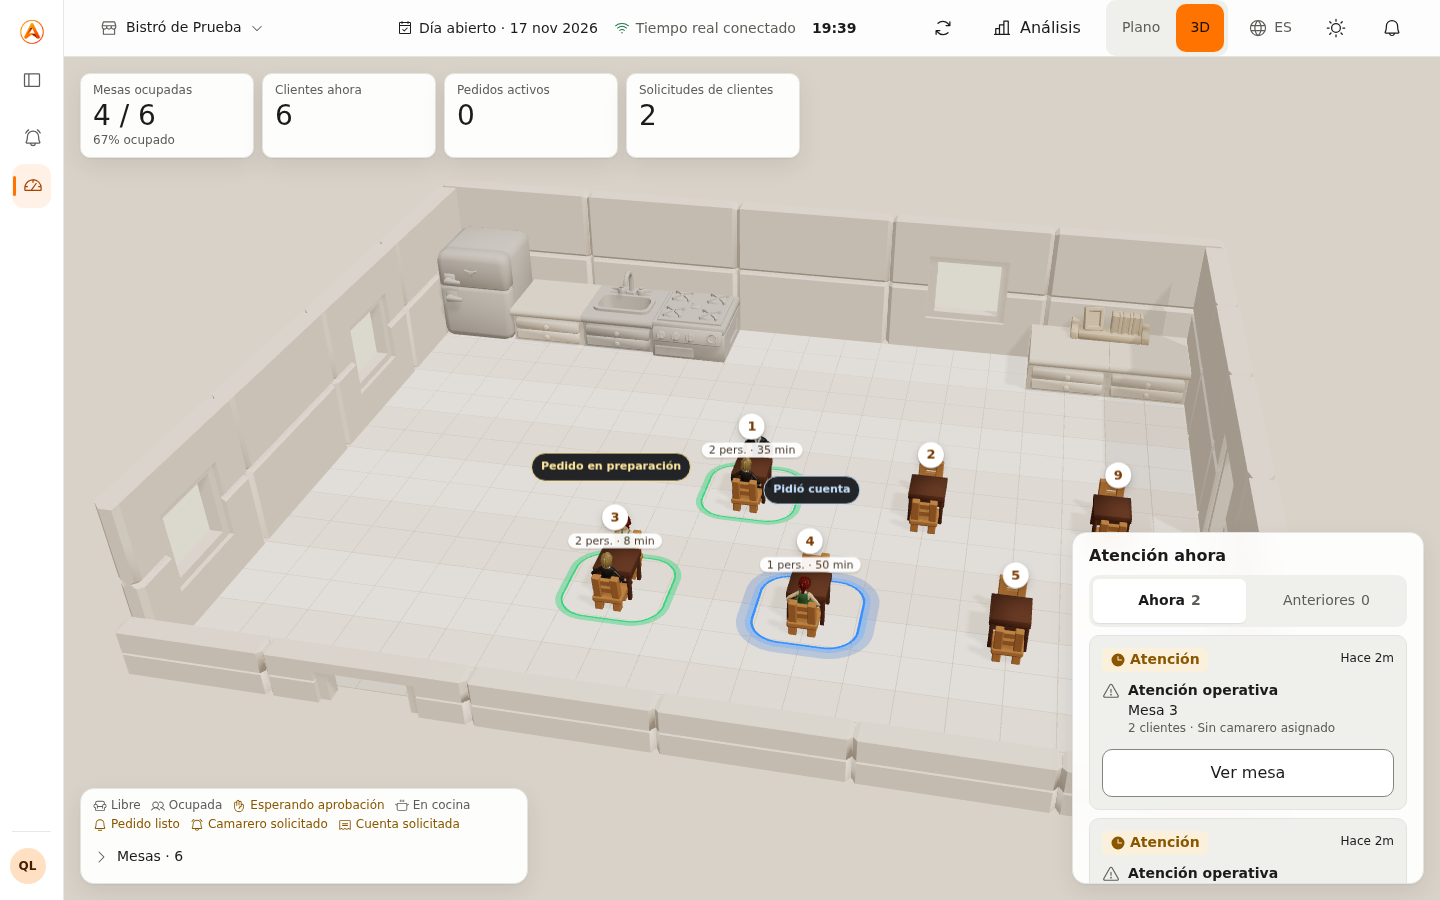 Bistró de Prueba
Día abierto · 17 nov 2026
Tiempo real conectado
19:39
Análisis
Plano
3D
ES
Mesas ocupadas
4 / 6
67% ocupado
Clientes ahora
6
Pedidos activos
0
Solicitudes de clientes
2
1
2 pers. · 35 min
Pedido en preparación
Pidió cuenta
2
9
3
2 pers. · 8 min
4
1 pers. · 50 min
5
Atención ahora
Ahora 2
Anteriores 0
Atención
Hace 2m
Atención operativa
Mesa 3
2 clientes · Sin camarero asignado
Ver mesa
Atención
Hace 2m
Atención operativa
Libre
Ocupada
Esperando aprobación
En cocina
Pedido listo
Camarero solicitado
Cuenta solicitada
Mesas · 6
QL